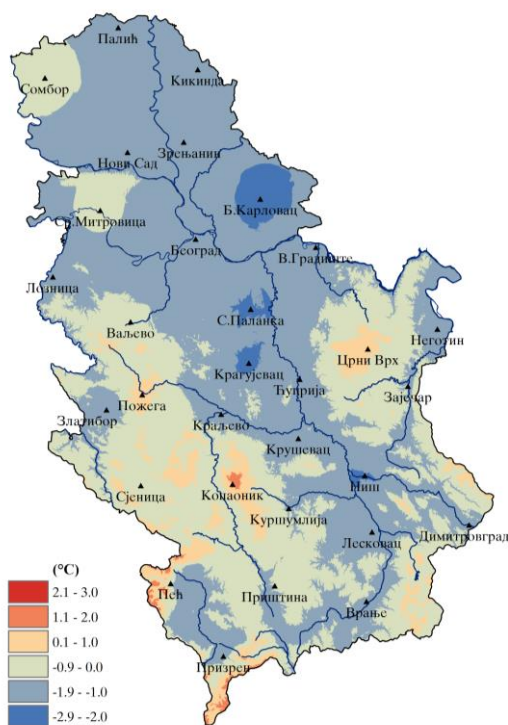 Палић
Кикинда
Сомбор
Зрењанин
Нови Сад
Б.Карловац
Ср.Митровица
Београд
В.Градиште
Лозница
С.Паланка
Ваљево
Неготин
Црни Врх
Крагујевац
Ћуприја
Зајечар
Пожега
Златибор
Краљево
Крушевац
Ниш
Сјеница
Копаоник
Куршумлија
Димитровград
Лесковац
(°C)
2.1 - 3.0
1.1 - 2.0
0.1 - 1.0
-0.9 - 0.0
-1.9 - -1.0
-2.9 - -2.0
Пећ
Приштина
Врање
Призрен